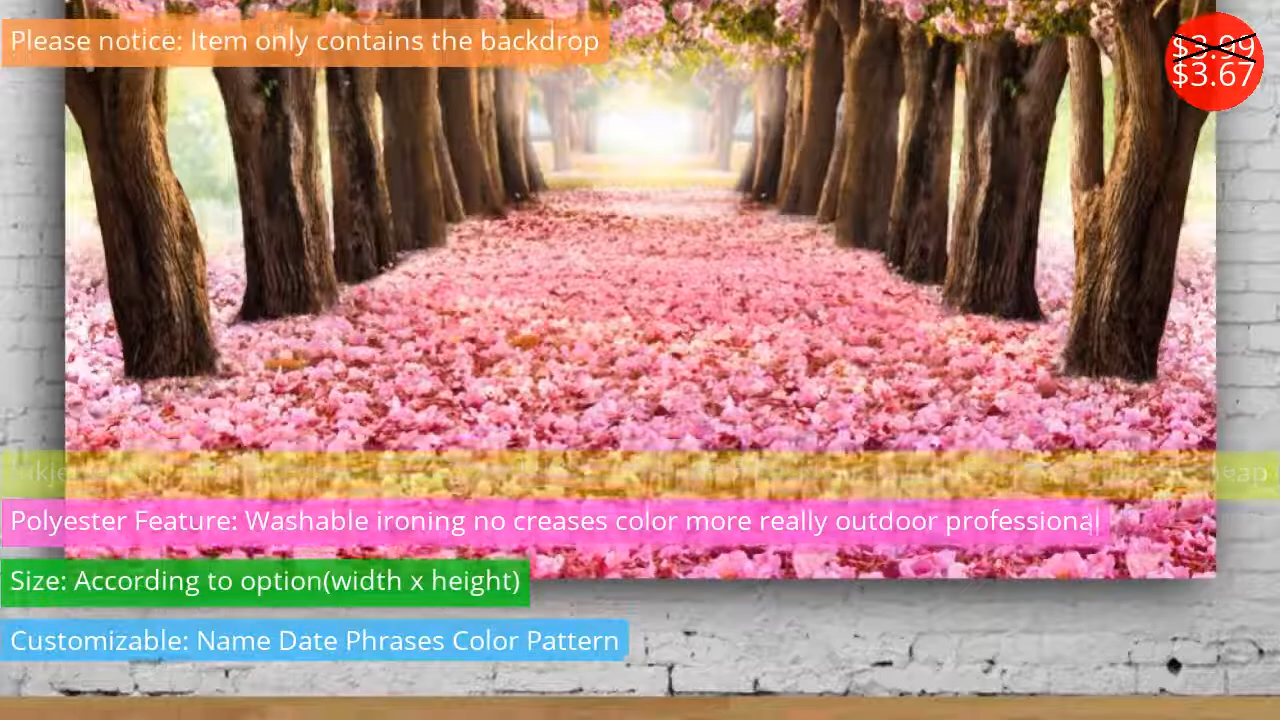 Please notice: Item only contains the backdrop
$3.99
$3.67
Polyester Feature: Washable ironing no creases color more really outdoor professional
Size: According to option(width x height)
Customizable: Name Date Phrases Color Pattern